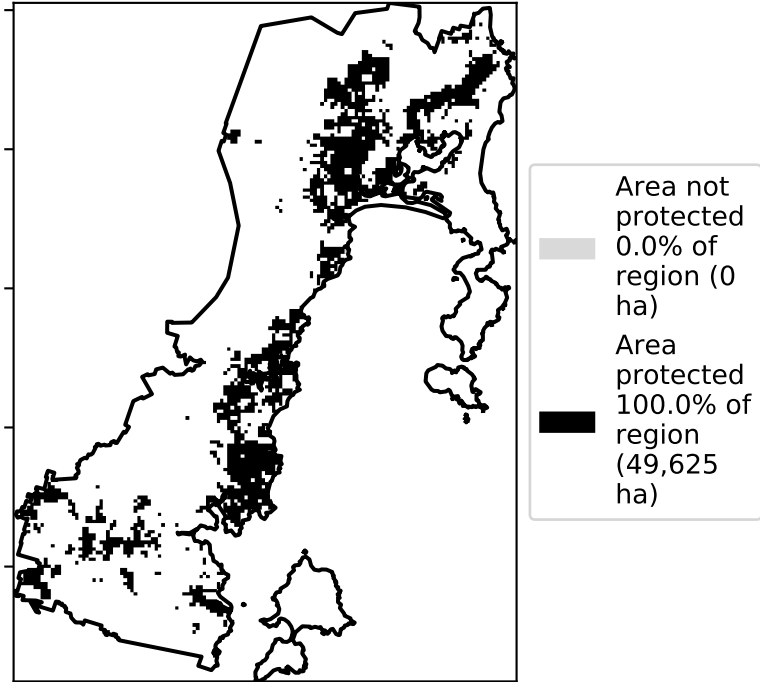 Area not
protected
0.0% of
region (0
ha)
Area
protected
100.0% of
region
(49,625
ha)